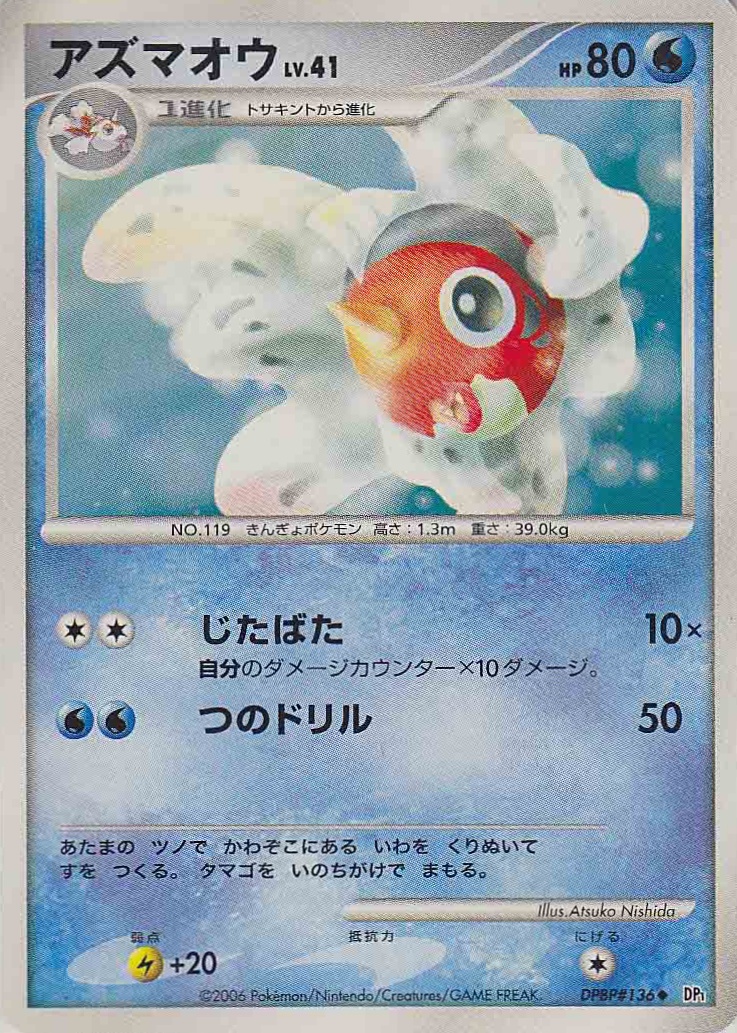 アズマオウ LV.41 HP 80
1進化 トサキントから進化
NO.119 きんぎょポケモン 高さ：1.3m 重さ：39.0kg
じたばた 10×
自分のダメージカウンター×10ダメージ。
つのドリル 50
あたまの ツノで かわぞこにある いわを くりぬいて
すを つくる。 タマゴを いのちがけで まもる。
Illus.Atsuko Nishida
弱点 抵抗力 にげる
+20
©2006 Pokémon/Nintendo/Creatures/GAME FREAK. DPBP#136◆ DP1